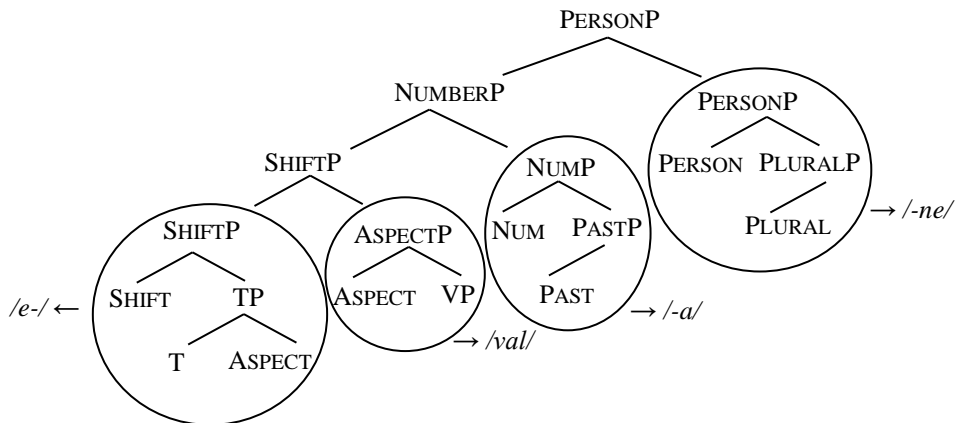 PERSONP
NUMBERP PERSONP
SHIFTP NUMP PERSON PLURALP
SHIFTP ASPECTP NUM PASTP PLURAL → /-ne/
/e-/ ← SHIFT TP ASPECT VP PAST → /-a/
→ /val/
T ASPECT